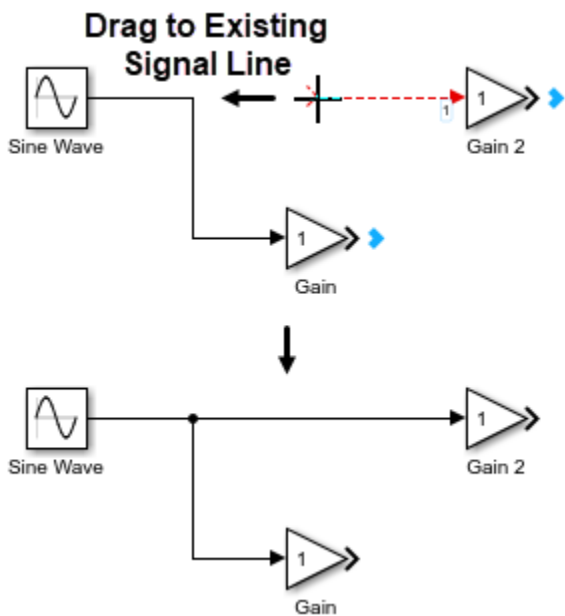 Drag to Existing
Signal Line
1
1
Sine Wave
Gain 2
1
Gain
1
Sine Wave
Gain 2
1
Gain